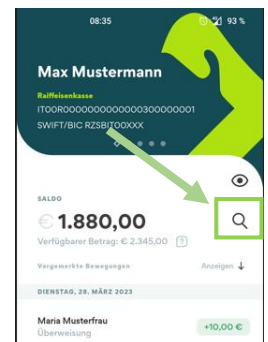 08:35
93 %
Max Mustermann
Raiffeisenkasse
IT00R0000000000000300000001
SWIFT/BIC RZSBIT00XXX
SALDO
€ 1.880,00
Verfügbarer Betrag: € 2.345,00 ?
Vorgemerkte Bewegungen Anzeigen ↓
DIENSTAG, 28. MÄRZ 2023
Maria Musterfrau
+10,00 €
Überweisung